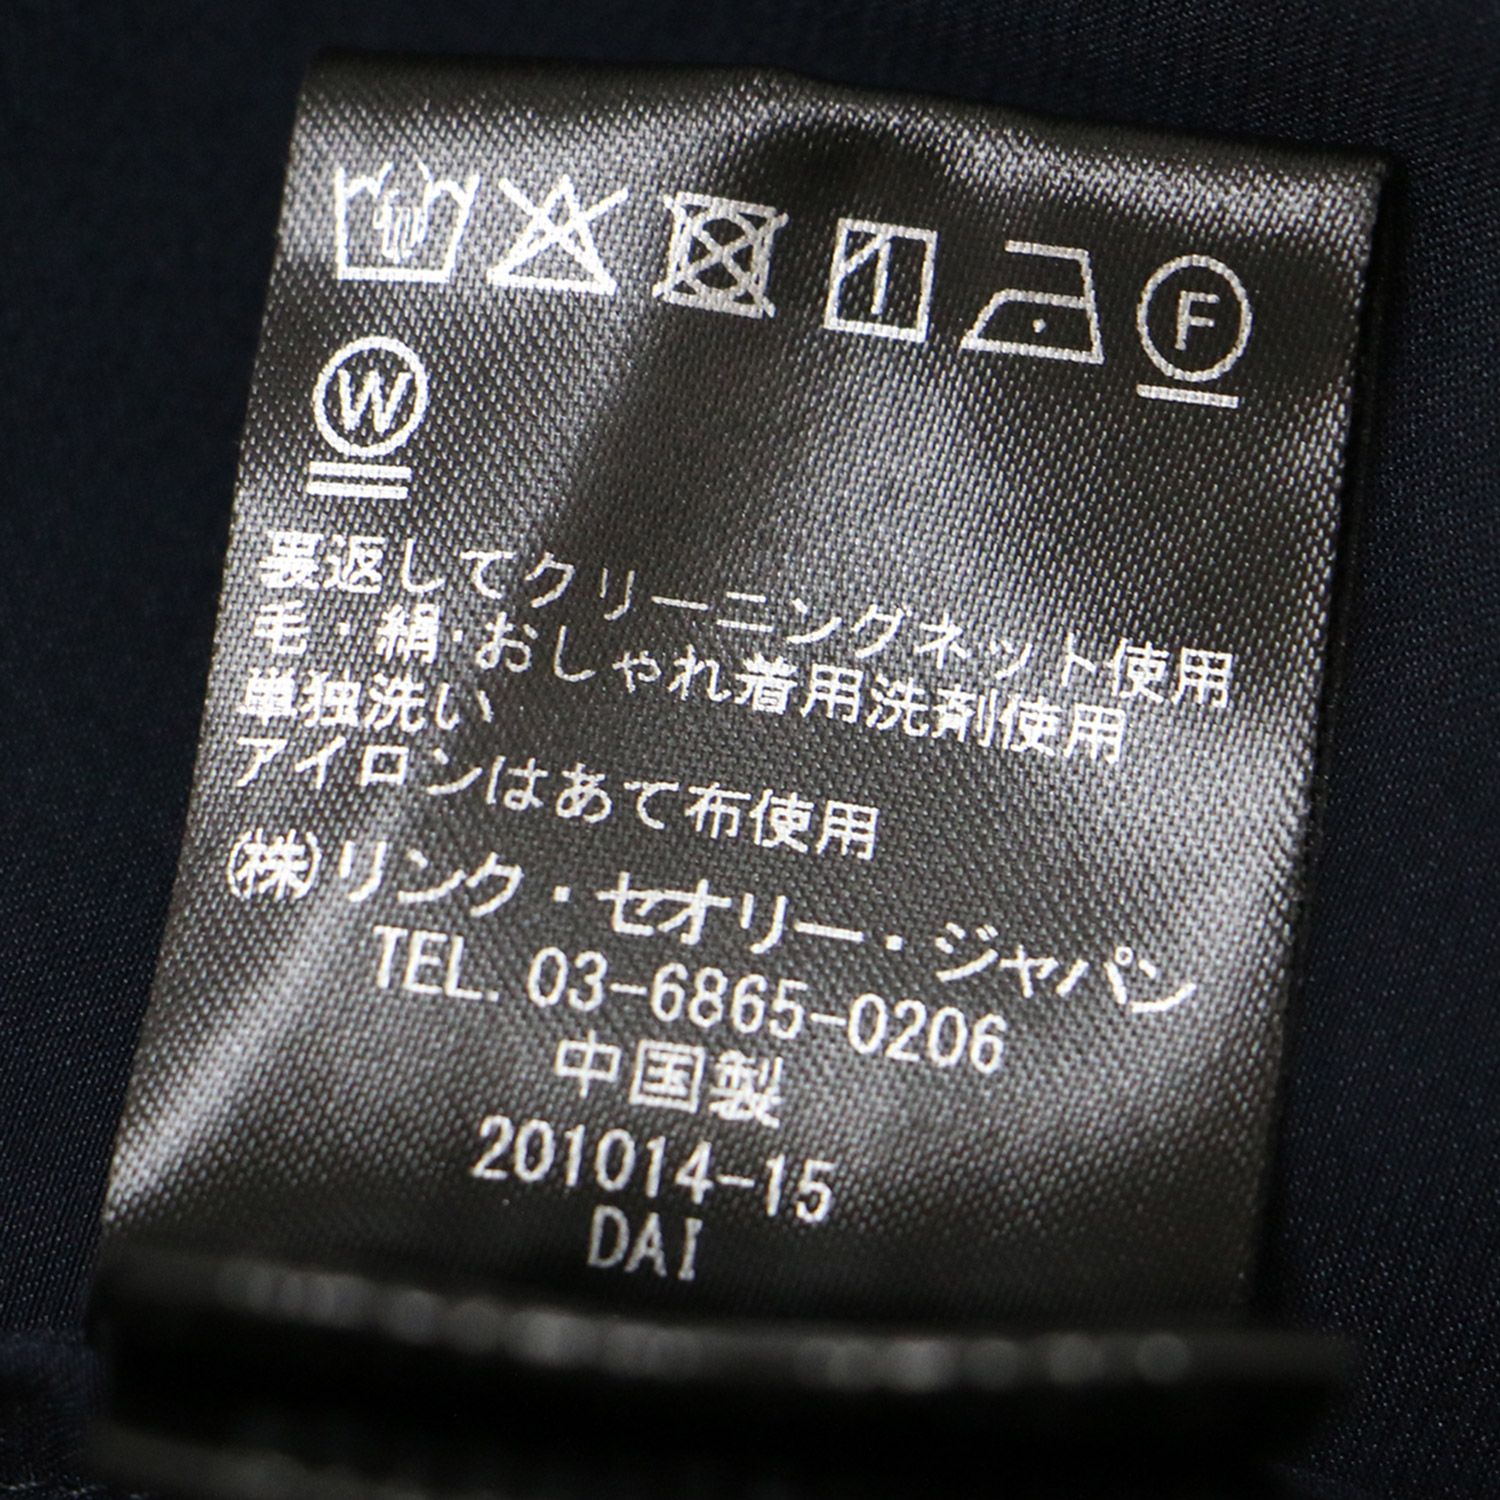 F
W
裏返してクリーニングネット使用
毛・絹・おしゃれ着用洗剤使用
単独洗い
アイロンはあて布使用
㈱リンク・セオリー・ジャパン
TEL. 03-6865-0206
中国製
201014-15
DAI